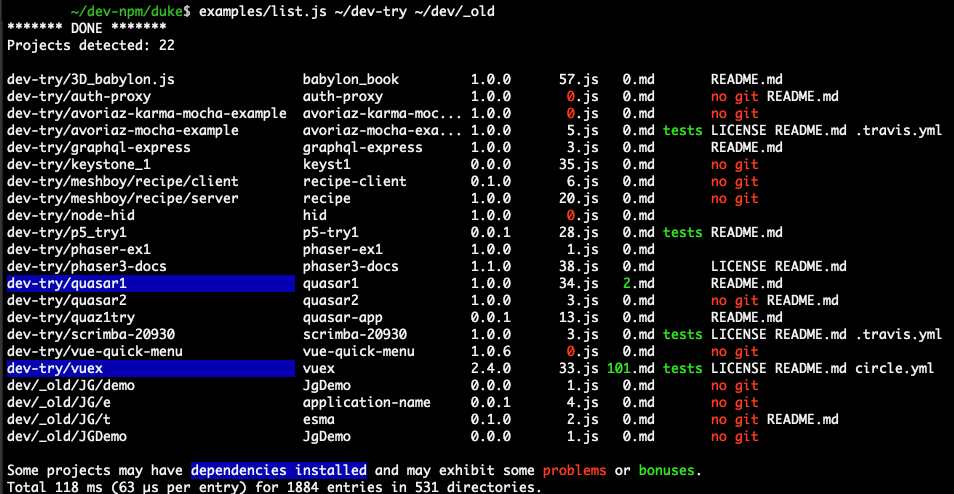 ~/dev-npm/duke$ examples/list.js ~/dev-try ~/dev/_old
******* DONE *******
Projects detected: 22
dev-try/3D_babylon.js babylon_book 1.0.0 57.js 0.md README.md
dev-try/auth-proxy auth-proxy 1.0.0 0.js 0.md no git README.md
dev-try/avoriaz-karma-mocha-example avoriaz-karma-moc... 1.0.0 0.js 0.md no git
dev-try/avoriaz-mocha-example avoriaz-mocha-exa... 1.0.0 5.js 0.md tests LICENSE README.md .travis.yml
dev-try/graphql-express graphql-express 1.0.0 3.js 0.md README.md
dev-try/keystone_1 keyst1 0.0.0 35.js 0.md no git
dev-try/meshboy/recipe/client recipe-client 0.1.0 6.js 0.md no git
dev-try/meshboy/recipe/server recipe 1.0.0 20.js 0.md no git
dev-try/node-hid hid 1.0.0 0.js 0.md
dev-try/p5_try1 p5-try1 0.0.1 28.js 0.md tests README.md
dev-try/phaser-ex1 phaser-ex1 1.0.0 1.js 0.md
dev-try/phaser3-docs phaser3-docs 1.1.0 38.js 0.md LICENSE README.md
dev-try/quasar1 quasar1 1.0.0 34.js 2.md README.md
dev-try/quasar2 quasar2 1.0.0 3.js 0.md no git README.md
dev-try/quaz1try quasar-app 0.0.1 13.js 0.md README.md
dev-try/scrimba-20930 scrimba-20930 1.0.0 3.js 0.md tests LICENSE README.md .travis.yml
dev-try/vue-quick-menu vue-quick-menu 1.0.6 0.js 0.md no git
dev-try/vuex vuex 2.4.0 33.js 101.md tests LICENSE README.md circle.yml
dev/_old/JG/demo JgDemo 0.0.0 1.js 0.md no git
dev/_old/JG/e application-name 0.0.1 4.js 0.md no git
dev/_old/JG/t esma 0.1.0 2.js 0.md no git README.md
dev/_old/JGDemo JgDemo 0.0.0 1.js 0.md no git
Some projects may have dependencies installed and may exhibit some problems or bonuses.
Total 118 ms (63 µs per entry) for 1884 entries in 531 directories.